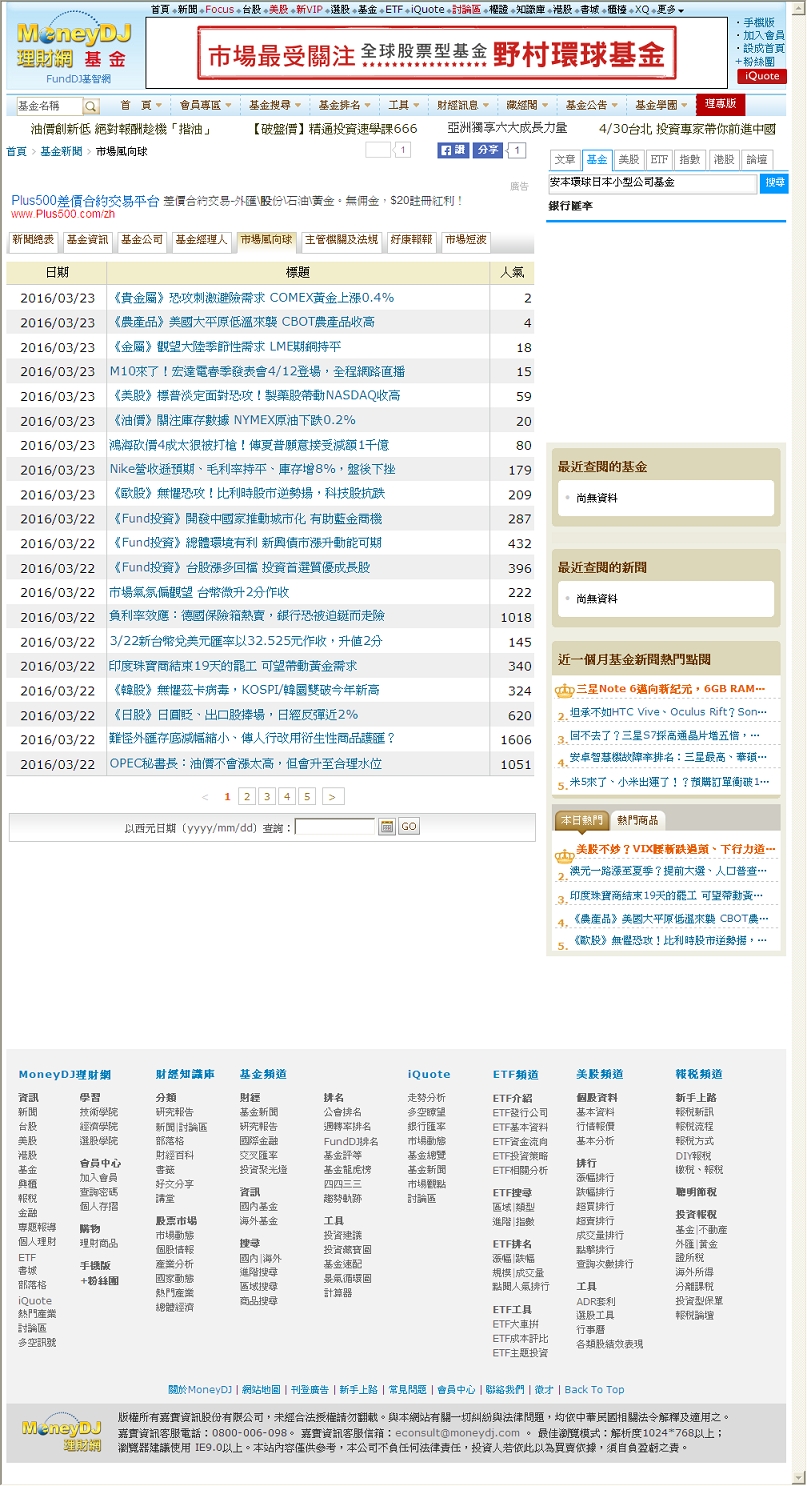 首頁 新聞 Focus 台股 美股 新VIP 選股 基金 ETF iQuote 討論區 權證 知識庫 港股 書城 櫃檯 XQ 更多
MoneyDJ
理財網 基金
FundDJ基智網
市場最受關注 全球股票型基金 野村環球基金
手機版
加入會員
設成首頁
+粉絲團
iQuote
基金名稱 首 頁 會員專區 基金搜尋 基金排名 工具 財經訊息 藏經閣 基金公告 基金學園 理專版
油價創新低 絕對報酬趁機「揩油」 【破盤價】精通投資速學課666 亞洲獨享六大成長力量 4/30台北 投資專家帶你前進中國
首頁 > 基金新聞 > 市場風向球
1 讚 分享 1
文章 基金 美股 ETF 指數 港股 論壇
安本環球日本小型公司基金 搜尋
銀行匯率
廣告
Plus500差價合約交易平台 差價合約交易-外匯\股份\石油\黃金。無佣金，$20註冊紅利！
www.Plus500.com/zh
新聞總表 基金資訊 基金公司 基金經理人 市場風向球 主管機關及法規 好康報報 市場短波
日期 標題 人氣
2016/03/23 《貴金屬》恐攻刺激避險需求 COMEX黃金上漲0.4% 2
2016/03/23 《農產品》美國大平原低溫來襲 CBOT農產品收高 4
2016/03/23 《金屬》觀望大陸季節性需求 LME期銅持平 18
2016/03/23 M10來了！宏達電春季發表會4/12登場，全程網路直播 15
2016/03/23 《美股》標普淡定面對恐攻！製藥股帶動NASDAQ收高 59
2016/03/23 《油價》關注庫存數據 NYMEX原油下跌0.2% 20
2016/03/23 鴻海砍價4成太狠被打槍！傳夏普願意接受減額1千億 80
2016/03/23 Nike營收遜預期、毛利率持平、庫存增8%，盤後下挫 179
2016/03/23 《歐股》無懼恐攻！比利時股市逆勢揚，科技股抗跌 209
2016/03/22 《Fund投資》開發中國家推動城市化 有助藍金商機 287
2016/03/22 《Fund投資》總體環境有利 新興債市漲升動能可期 432
2016/03/22 《Fund投資》台股漲多回檔 投資首選質優成長股 396
2016/03/22 市場氣氛偏觀望 台幣微升2分作收 222
2016/03/22 負利率效應：德國保險箱熱賣，銀行恐被迫鋌而走險 1018
2016/03/22 3/22新台幣兌美元匯率以32.525元作收，升值2分 145
2016/03/22 印度珠寶商結束19天的罷工 可望帶動黃金需求 340
2016/03/22 《韓股》無懼茲卡病毒，KOSPI/韓圜雙破今年新高 324
2016/03/22 《日股》日圓貶、出口股捧場，日經反彈近2% 620
2016/03/22 難怪外匯存底減幅縮小、傳人行改用衍生性商品護匯？ 1606
2016/03/22 OPEC秘書長：油價不會漲太高，但會升至合理水位 1051
< 1 2 3 4 5 >
以西元日期（yyyy/mm/dd）查詢： GO
最近查閱的基金
尚無資料
最近查閱的新聞
尚無資料
近一個月基金新聞熱門點閱
三星Note 6邁向新紀元，6GB RAM…
2. 坦承不如HTC Vive、Oculus Rift？Son…
3. 回不去了？三星S7採高通晶片增五倍，…
4. 安卓智慧機故障率排名：三星最高、華碩…
5. 米5來了、小米出運了！？預購訂單衝破1…
本日熱門 熱門商品
美股不妙？VIX腰斬跌過頭、下行力道…
2. 澳元一路漲至夏季？提前大選、人口普查…
3. 印度珠寶商結束19天的罷工 可望帶動黃…
4. 《農產品》美國大平原低溫來襲 CBOT農…
5. 《歐股》無懼恐攻！比利時股市逆勢揚，…
MoneyDJ理財網
資訊
新聞
台股
美股
港股
基金
興櫃
報稅
金融
專題報導
個人理財
ETF
書城
部落格
iQuote
熱門產業
討論區
多空訊號
學習
技術學院
經濟學院
選股學院
會員中心
加入會員
查詢密碼
個人存摺
購物
理財商品
手機版
+粉絲團
財經知識庫
分類
研究報告
新聞|討論區
部落格
財經百科
書籤
好文分享
講堂
股票市場
市場動態
個股情報
產業分析
國家動態
熱門產業
總體經濟
基金頻道
財經
基金新聞
研究報告
國際金融
交叉匯率
投資聚光燈
資訊
國內基金
海外基金
搜尋
國內|海外
進階搜尋
區域搜尋
商品搜尋
排名
公會排名
週轉率排名
FundDJ排名
基金評等
基金龍虎榜
四四三三
趨勢軌跡
工具
投資建議
投資藏寶圖
基金速配
景氣循環圖
計算器
iQuote
走勢分析
多空瞭望
銀行匯率
市場動態
基金總覽
基金新聞
市場觀點
討論區
ETF頻道
ETF介紹
ETF發行公司
ETF基本資料
ETF資金流向
ETF投資策略
ETF相關分析
ETF搜尋
區域|類型
進階|指數
ETF排名
漲幅|跌幅
規模|成交量
點閱人氣排行
ETF工具
ETF大車拚
ETF成本評比
ETF主題投資
美股頻道
個股資料
基本資料
行情報價
基本分析
排行
漲幅排行
跌幅排行
超買排行
超賣排行
成交量排行
點擊排行
查詢次數排行
工具
ADR套利
選股工具
行事曆
各類股績效表現
報稅頻道
新手上路
報稅新訊
報稅流程
報稅方式
DIY報稅
繳稅、報稅
聰明節稅
投資報稅
基金|不動產
外匯|黃金
證所稅
海外所得
分離課稅
投資型保單
報稅論壇
關於MoneyDJ | 網站地圖 | 刊登廣告 | 新手上路 | 常見問題 | 會員中心 | 聯絡我們 | 徵才 | Back To Top
MoneyDJ
理財網
版權所有嘉實資訊股份有限公司，未經合法授權請勿翻載。與本網站有關一切糾紛與法律問題，均依中華民國相關法令解釋及適用之。
嘉實資訊客服電話：0800-006-098。 嘉實資訊客服信箱：econsult@moneydj.com 。 最佳瀏覽模式：解析度1024*768以上；
瀏覽器建議使用 IE9.0以上。本站內容僅供參考，本公司不負任何法律責任，投資人若依此以為買賣依據，須自負盈虧之責。